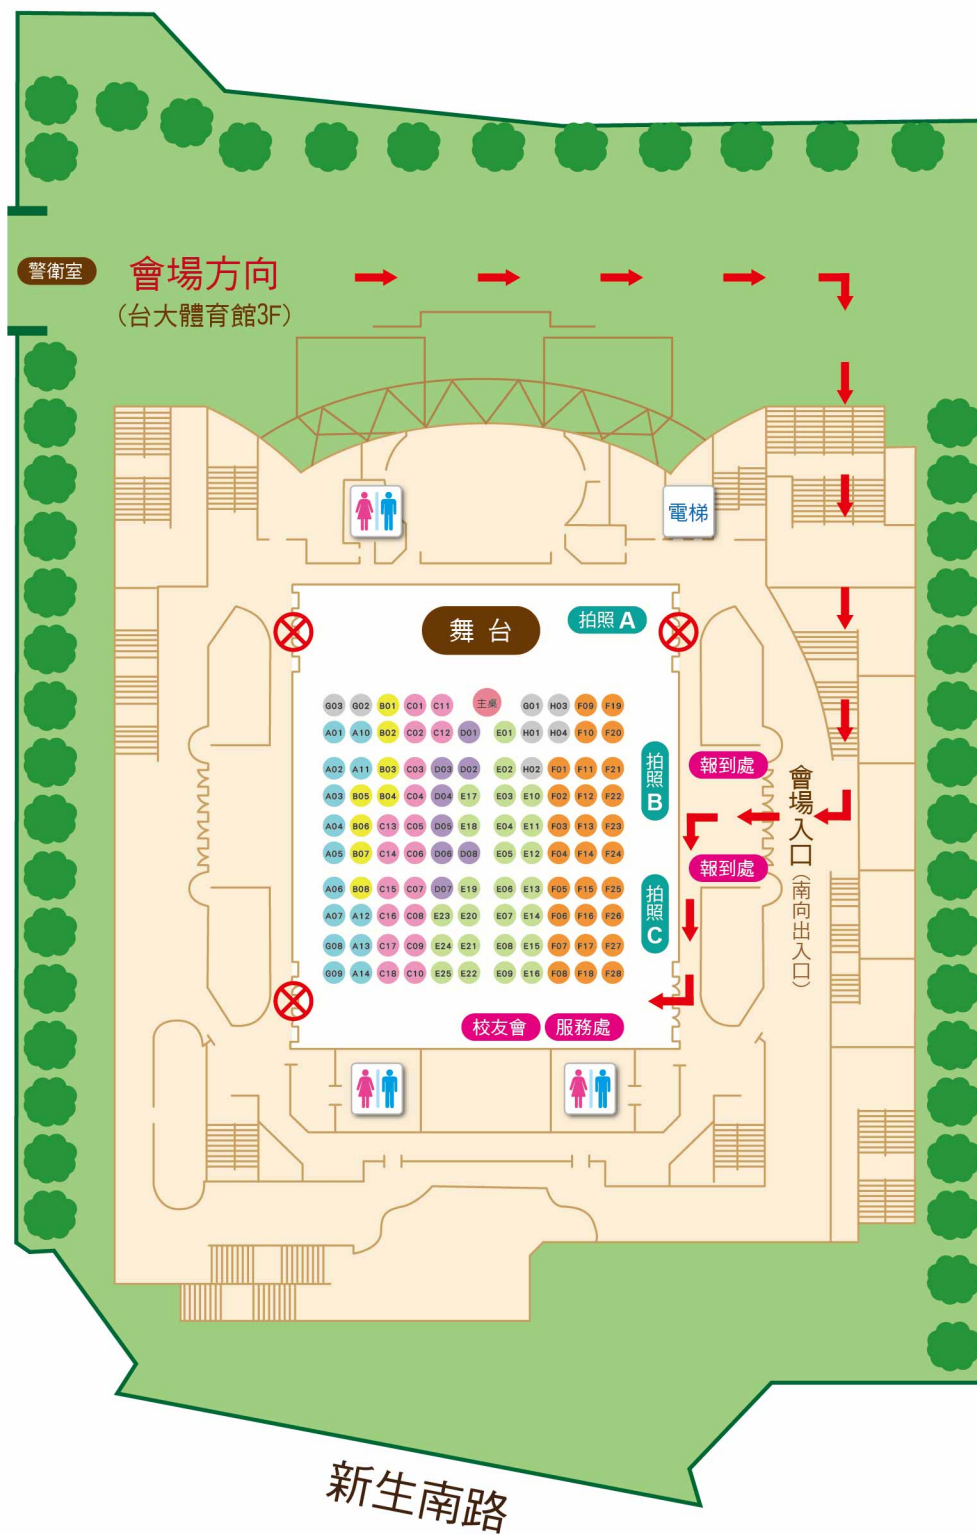 警衛室
會場方向
（台大體育館3F）
電梯
舞 台
拍照 A
主桌
G03 G02 B01 C01 C11 G01 H03 F09 F19
A01 A10 B02 C02 C12 D01 E01 H01 H04 F10 F20
A02 A11 B03 C03 D03 D02 E02 H02 F01 F11 F21
A03 B05 B04 C04 D04 E17 E03 E10 F02 F12 F22
A04 B06 C13 C05 D05 E18 E04 E11 F03 F13 F23
A05 B07 C14 C06 D06 D08 E05 E12 F04 F14 F24
A06 B08 C15 C07 D07 E19 E06 E13 F05 F15 F25
A07 A12 C16 C08 E23 E20 E07 E14 F06 F16 F26
G08 A13 C17 C09 E24 E21 E08 E15 F07 F17 F27
G09 A14 C18 C10 E25 E22 E09 E16 F08 F18 F28
拍照 B
報到處
會場入口（南向出入口）
報到處
拍照 C
校友會
服務處
新生南路